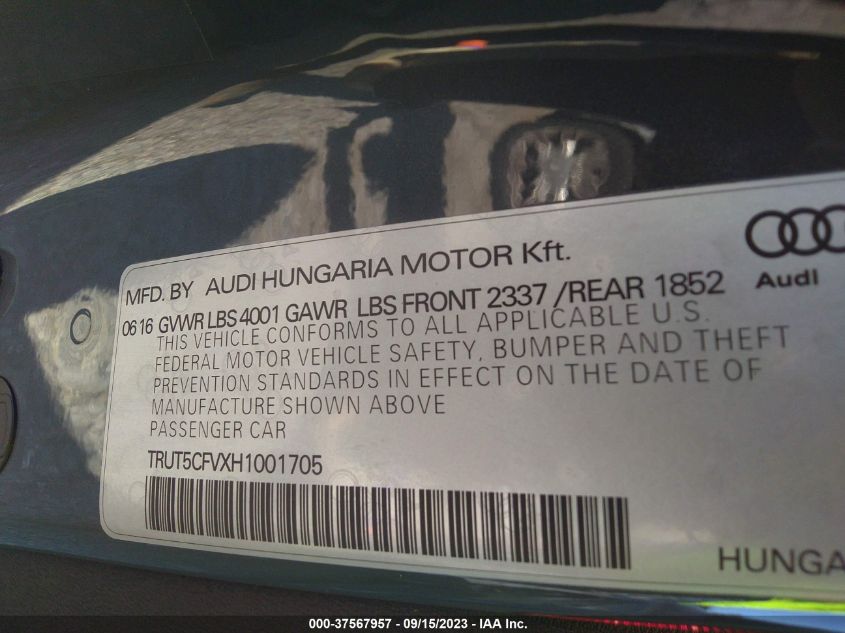 MFD. BY AUDI HUNGARIA MOTOR Kft.
Audi
0616 GVWR LBS 4001 GAWR LBS FRONT 2337 /REAR 1852
THIS VEHICLE CONFORMS TO ALL APPLICABLE U.S.
FEDERAL MOTOR VEHICLE SAFETY, BUMPER AND THEFT
PREVENTION STANDARDS IN EFFECT ON THE DATE OF
MANUFACTURE SHOWN ABOVE
PASSENGER CAR
TRUT5CFVXH1001705
HUNGA
000-37567957 - 09/15/2023 - IAA Inc.